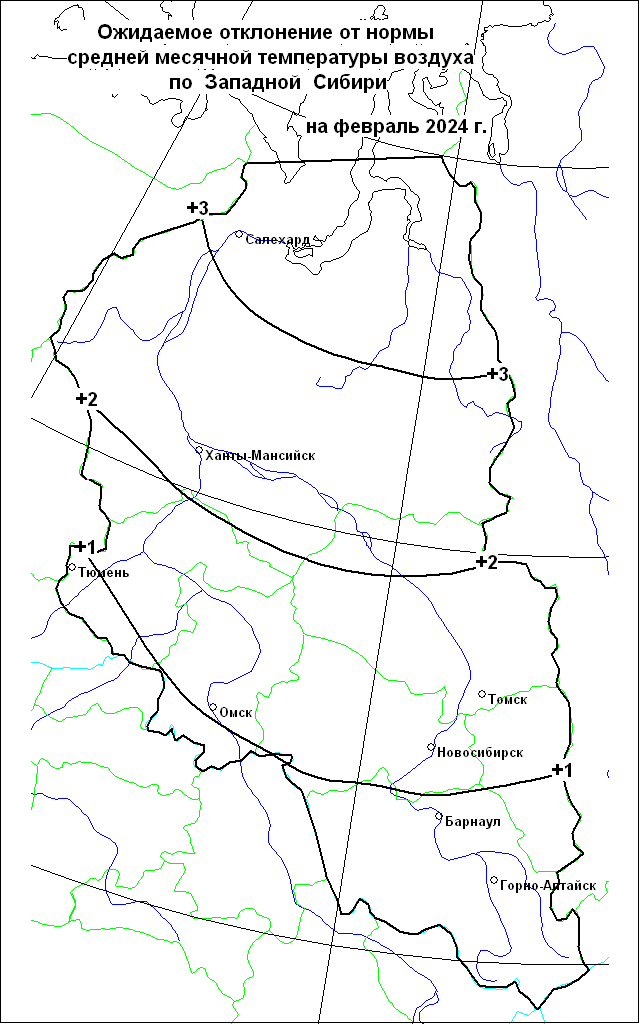 Ожидаемое отклонение от нормы
средней месячной температуры воздуха
по Западной Сибири
на февраль 2024 г.
+3
Салехард
+3
+2
Ханты-Мансийск
+1
+2
Тюмень
Томск
Омск
Новосибирск
+1
Барнаул
Горно-Алтайск